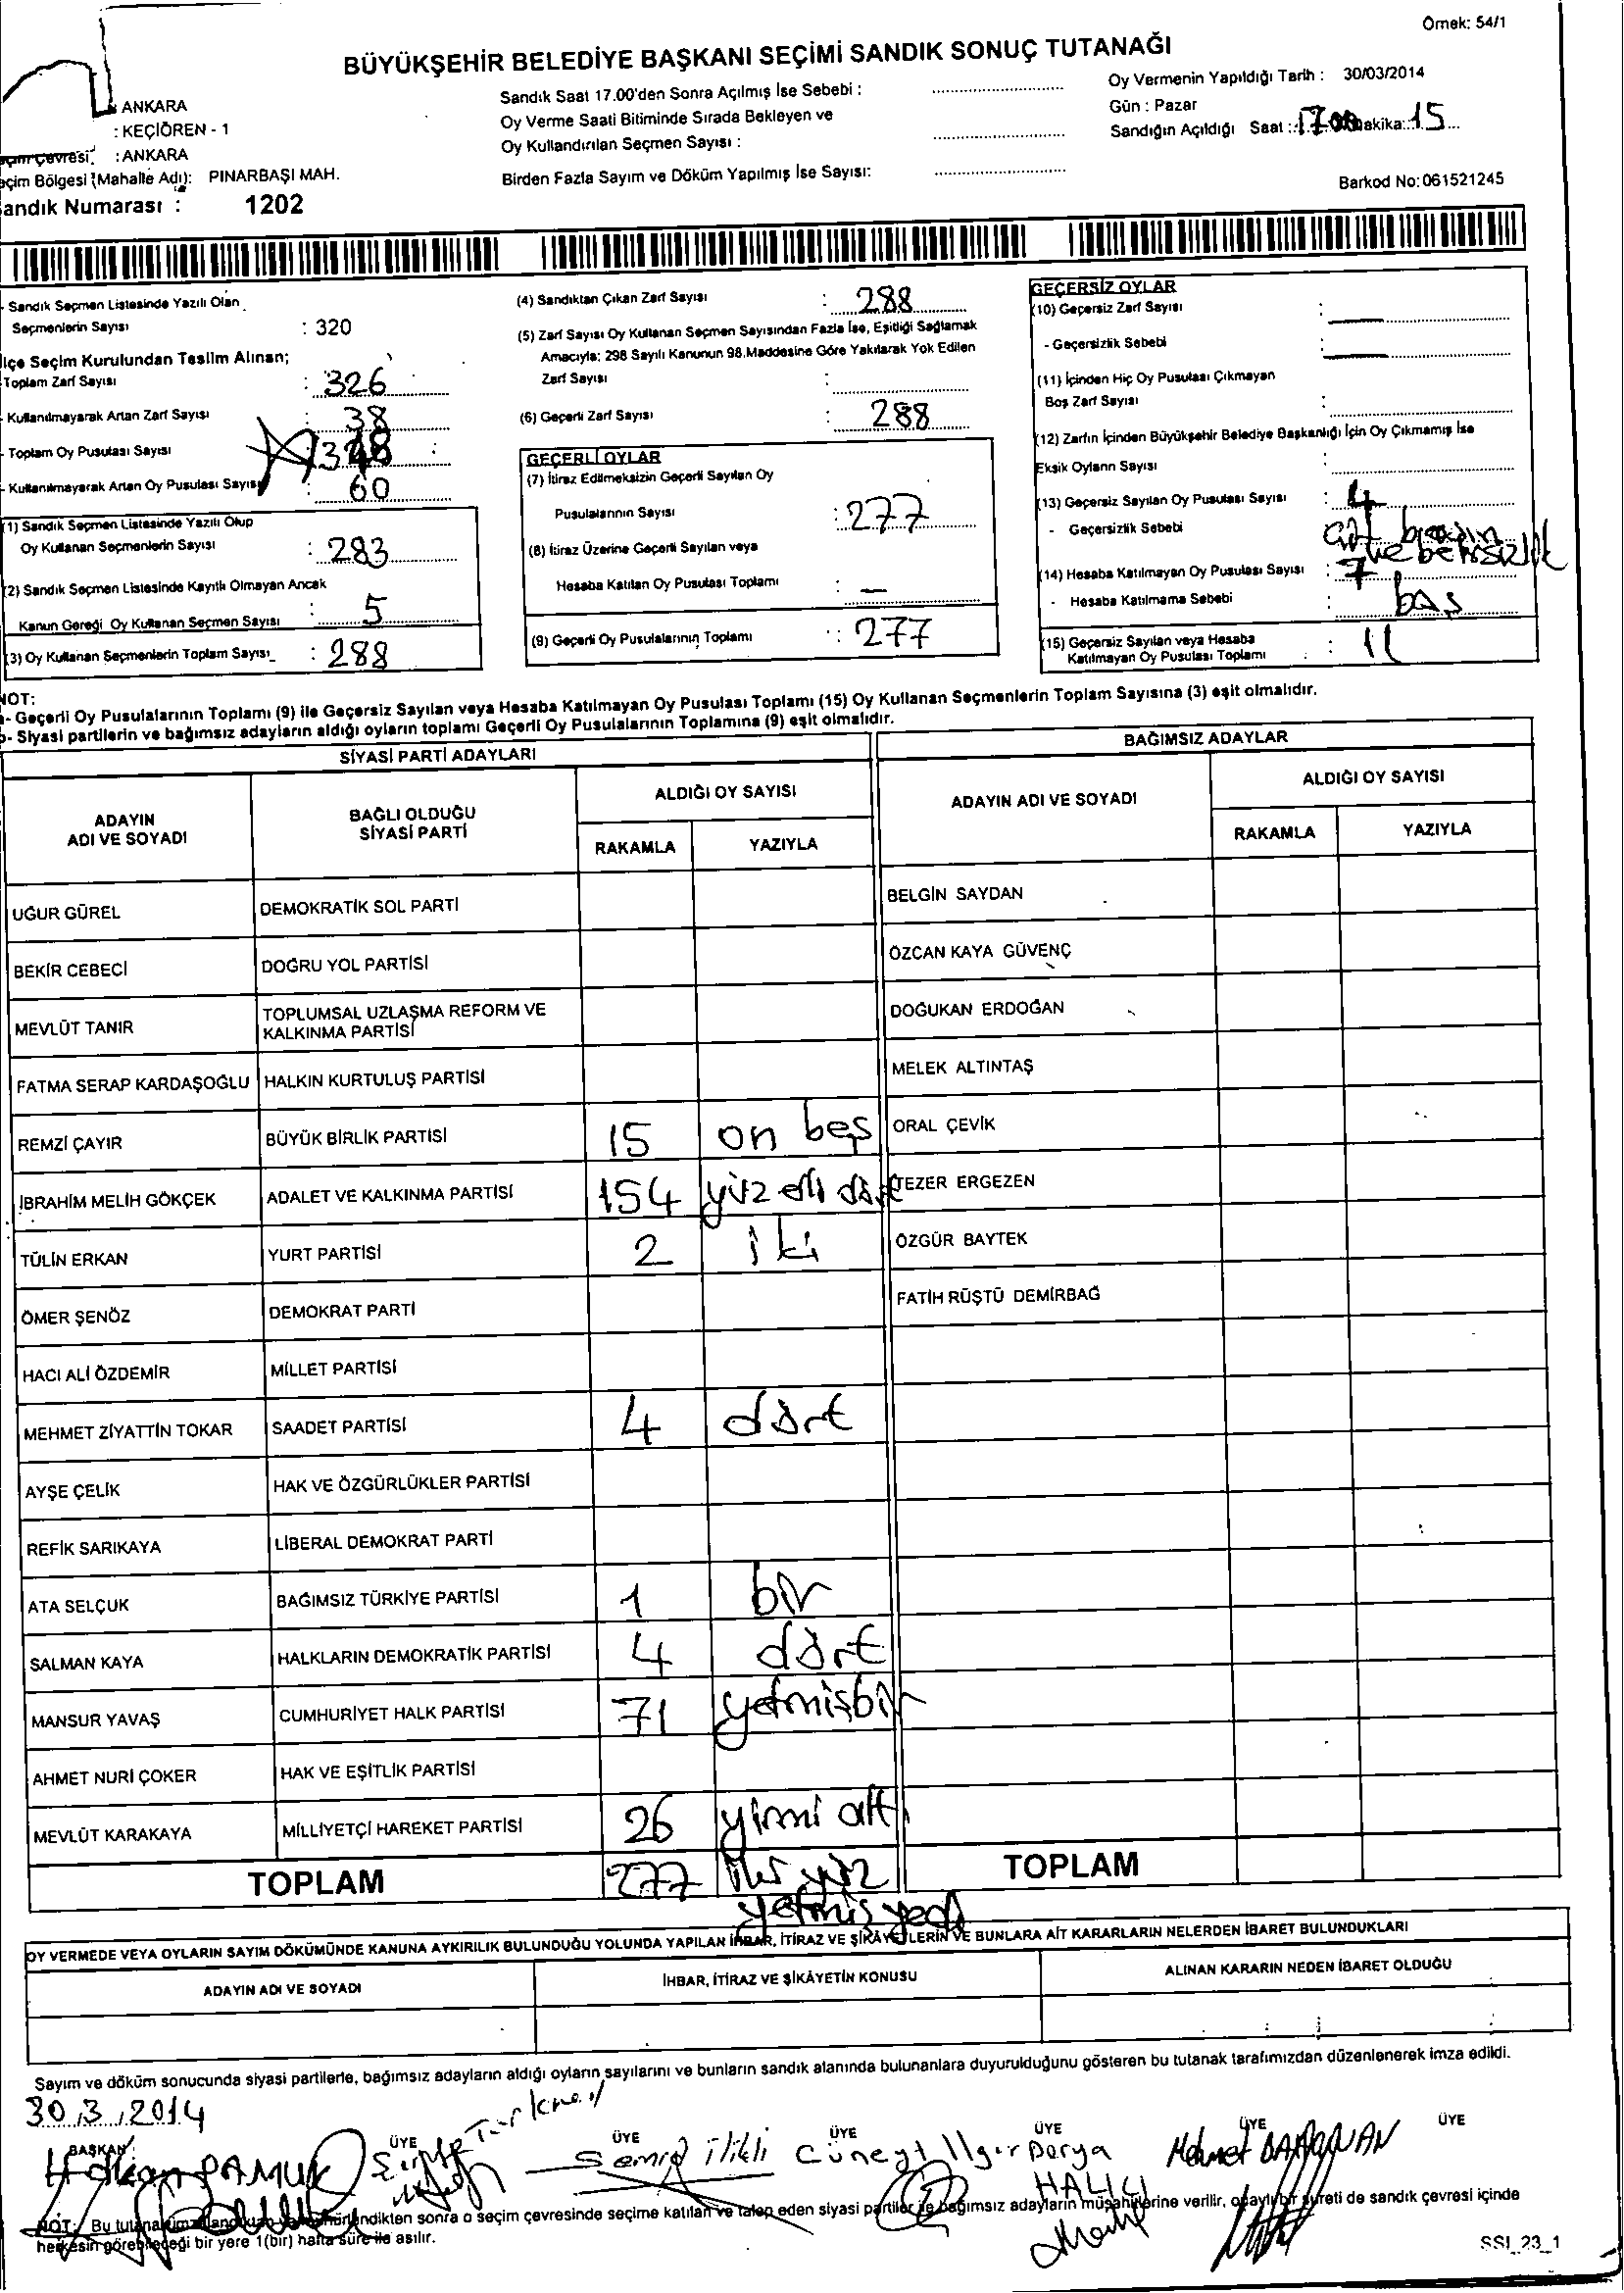 Örnek: 54/1
BÜYÜKŞEHİR BELEDİYE BAŞKANI SEÇİMİ SANDIK SONUÇ TUTANAĞI
: ANKARA
: KEÇİÖREN - 1
: ANKARA
eçim Bölgesi (Mahalle Adı): PINARBAŞI MAH.
andık Numarası : 1202
Sandık Saat 17.00'den Sonra Açılmış İse Sebebi :
Oy Verme Saati Bitiminde Sırada Bekleyen ve
Oy Kullandırılan Seçmen Sayısı :
Birden Fazla Sayım ve Döküm Yapılmış İse Sayısı:
Oy Vermenin Yapıldığı Tarih : 30/03/2014
Gün : Pazar
Sandığın Açıldığı Saat : 17.00 Dakika: 15
Barkod No: 061521245
- Sandık Seçmen Listesinde Yazılı Olan
Seçmenlerin Sayısı : 320
İlçe Seçim Kurulundan Teslim Alınan;
Toplam Zarf Sayısı : 326
- Kullanılmayarak Artan Zarf Sayısı : 38
- Toplam Oy Pusulası Sayısı : 348
- Kullanılmayarak Artan Oy Pusulası Sayısı : 60
(1) Sandık Seçmen Listesinde Yazılı Olup
Oy Kullanan Seçmenlerin Sayısı : 283
(2) Sandık Seçmen Listesinde Kayıtlı Olmayan Ancak
Kanun Gereği Oy Kullanan Seçmen Sayısı : 5
(3) Oy Kullanan Seçmenlerin Toplam Sayısı : 288
(4) Sandıktan Çıkan Zarf Sayısı : 288
(5) Zarf Sayısı Oy Kullanan Seçmen Sayısından Fazla İse, Eşitliği Sağlamak
Amacıyla: 298 Sayılı Kanunun 98.Maddesine Göre Yakılarak Yok Edilen
Zarf Sayısı :
(6) Geçerli Zarf Sayısı : 288
GEÇERLİ OYLAR
(7) İtiraz Edilmeksizin Geçerli Sayılan Oy
Pusulalarının Sayısı : 277
(8) İtiraz Üzerine Geçerli Sayılan veya
Hesaba Katılan Oy Pusulası Toplamı : —
(9) Geçerli Oy Pusulalarının Toplamı : 277
GEÇERSİZ OYLAR
(10) Geçersiz Zarf Sayısı : —
- Geçersizlik Sebebi : —
(11) İçinden Hiç Oy Pusulası Çıkmayan
Boş Zarf Sayısı :
(12) Zarfın İçinden Büyükşehir Belediye Başkanlığı İçin Oy Çıkmamış İse
Eksik Oyların Sayısı :
(13) Geçersiz Sayılan Oy Pusulası Sayısı : 4
- Geçersizlik Sebebi
(14) Hesaba Katılmayan Oy Pusulası Sayısı : 7
- Hesaba Katılmama Sebebi : boş
(15) Geçersiz Sayılan veya Hesaba
Katılmayan Oy Pusulası Toplamı : 11
NOT:
a- Geçerli Oy Pusulalarının Toplamı (9) ile Geçersiz Sayılan veya Hesaba Katılmayan Oy Pusulası Toplamı (15) Oy Kullanan Seçmenlerin Toplam Sayısına (3) eşit olmalıdır.
b- Siyasi partilerin ve bağımsız adayların aldığı oyların toplamı Geçerli Oy Pusulalarının Toplamına (9) eşit olmalıdır.
SİYASİ PARTİ ADAYLARI
BAĞIMSIZ ADAYLAR
ADAYIN ADI VE SOYADI
BAĞLI OLDUĞU SİYASİ PARTİ
ALDIĞI OY SAYISI
RAKAMLA YAZIYLA
ADAYIN ADI VE SOYADI
ALDIĞI OY SAYISI
RAKAMLA YAZIYLA
UĞUR GÜREL DEMOKRATİK SOL PARTİ BELGİN SAYDAN
BEKİR CEBECİ DOĞRU YOL PARTİSİ ÖZCAN KAYA GÜVENÇ
MEVLÜT TANIR TOPLUMSAL UZLAŞMA REFORM VE KALKINMA PARTİSİ DOĞUKAN ERDOĞAN
FATMA SERAP KARDAŞOĞLU HALKIN KURTULUŞ PARTİSİ MELEK ALTINTAŞ
REMZİ ÇAYIR BÜYÜK BİRLİK PARTİSİ 15 on beş ORAL ÇEVİK
İBRAHİM MELİH GÖKÇEK ADALET VE KALKINMA PARTİSİ 154 yüz elli dört TEZER ERGEZEN
TÜLİN ERKAN YURT PARTİSİ 2 iki ÖZGÜR BAYTEK
ÖMER ŞENÖZ DEMOKRAT PARTİ FATİH RÜŞTÜ DEMİRBAĞ
HACI ALİ ÖZDEMİR MİLLET PARTİSİ
MEHMET ZİYATTİN TOKAR SAADET PARTİSİ 4 dört
AYŞE ÇELİK HAK VE ÖZGÜRLÜKLER PARTİSİ
REFİK SARIKAYA LİBERAL DEMOKRAT PARTİ
ATA SELÇUK BAĞIMSIZ TÜRKİYE PARTİSİ 1 bir
SALMAN KAYA HALKLARIN DEMOKRATİK PARTİSİ 4 dört
MANSUR YAVAŞ CUMHURİYET HALK PARTİSİ 71 yetmişbir
AHMET NURİ ÇOKER HAK VE EŞİTLİK PARTİSİ
MEVLÜT KARAKAYA MİLLİYETÇİ HAREKET PARTİSİ 26 yirmi altı
TOPLAM 277 iki yüz TOPLAM
yetmiş yedi
OY VERMEDE VEYA OYLARIN SAYIM DÖKÜMÜNDE KANUNA AYKIRILIK BULUNDUĞU YOLUNDA YAPILAN İHBAR, İTİRAZ VE ŞİKÂYETLERİN VE BUNLARA AİT KARARLARIN NELERDEN İBARET BULUNDUKLARI
ADAYIN ADI VE SOYADI İHBAR, İTİRAZ VE ŞİKÂYETİN KONUSU ALINAN KARARIN NEDEN İBARET OLDUĞU
Sayım ve döküm sonucunda siyasi partilerle, bağımsız adayların aldığı oyların sayılarını ve bunların sandık alanında bulunanlara duyurulduğunu gösteren bu tutanak tarafımızdan düzenlenerek imza edildi.
30.3.2014
BAŞKAN ÜYE ÜYE ÜYE ÜYE ÜYE ÜYE
Hakan PAMUK Türkmen Semra ilikli Cüneyt Ilgır Derya HALICI Mehmet
NOT: Bu tutanak imzalandıktan ve mühürlendikten sonra o seçim çevresinde seçime katılan ve talep eden siyasi partiler ile bağımsız adayların müşahitlerine verilir, onaylı bir sureti de sandık çevresi içinde
herkesin görebileceği bir yere 1(bir) hafta süre ile asılır.
SSI_23_1